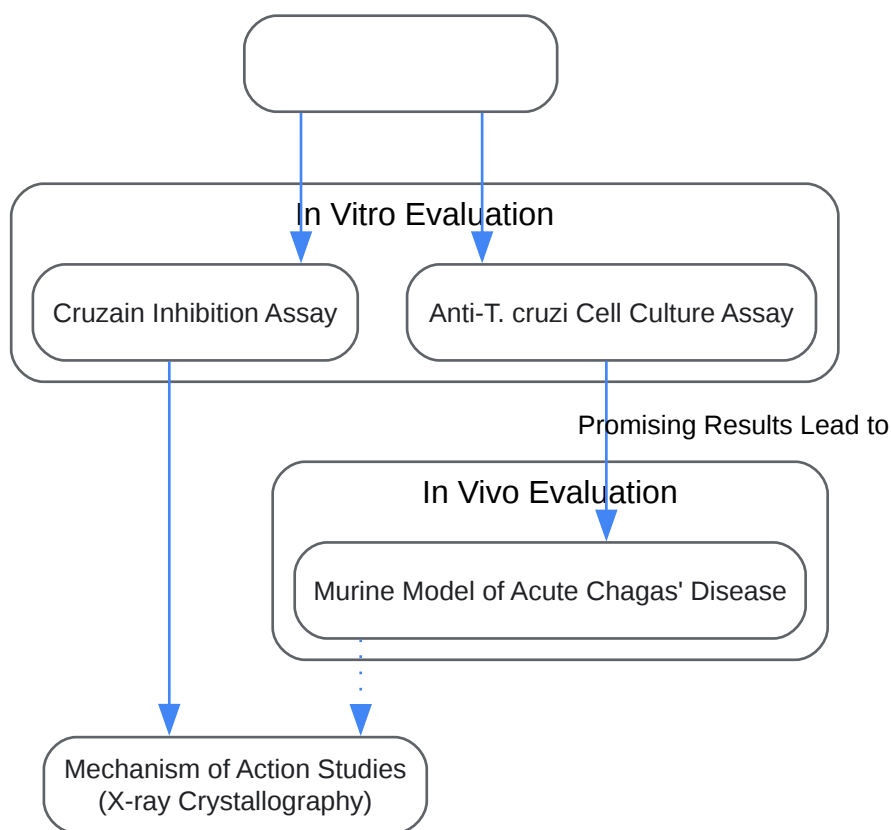 In Vitro Evaluation
Cruzain Inhibition Assay
Anti-T. cruzi Cell Culture Assay
Promising Results Lead to
In Vivo Evaluation
Murine Model of Acute Chagas' Disease
Mechanism of Action Studies
(X-ray Crystallography)